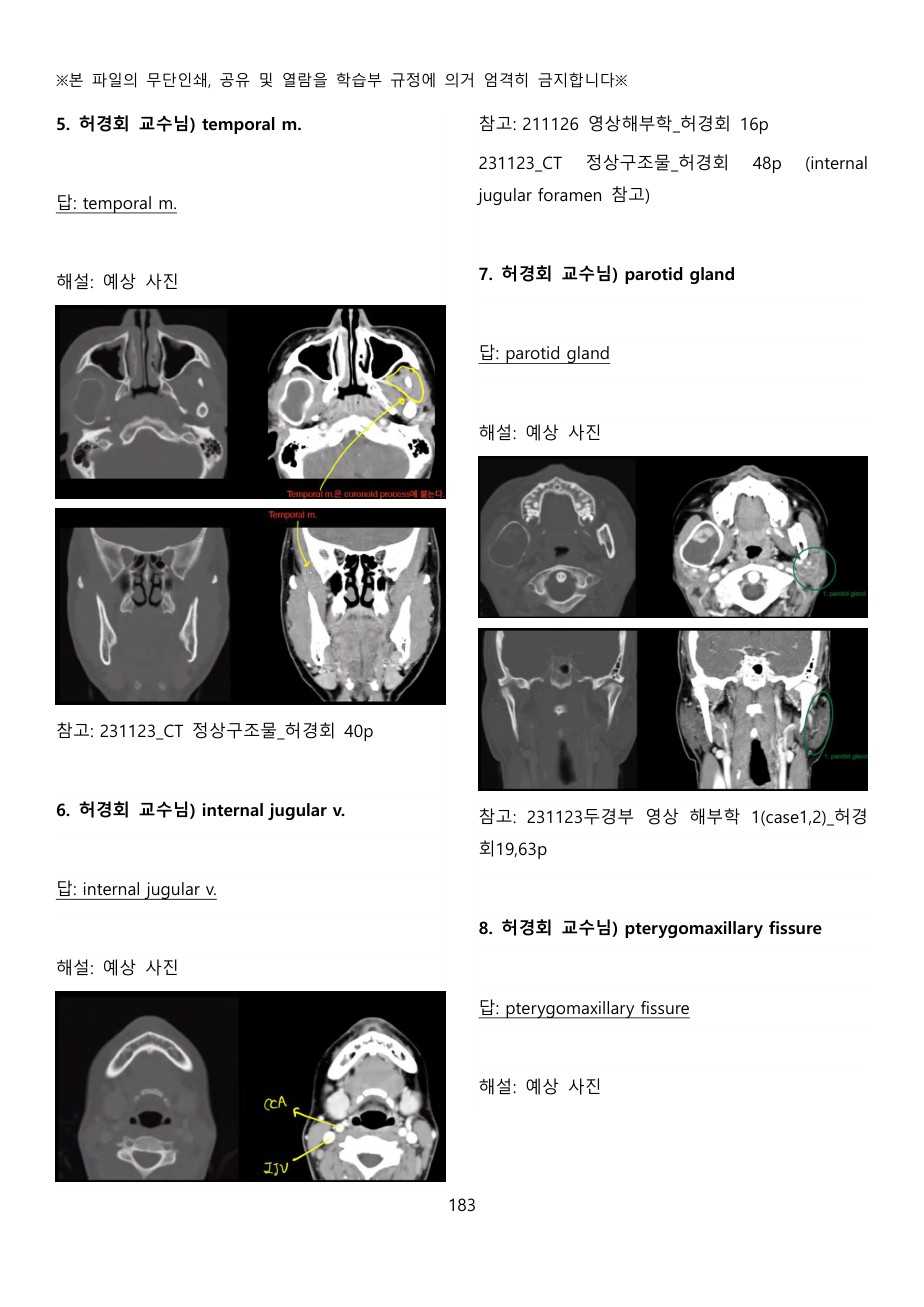 ※본 파일의 무단인쇄, 공유 및 열람을 학습부 규정에 의거 엄격히 금지합니다※
5. 허경회 교수님) temporal m.
답: temporal m.
해설: 예상 사진
Temporal m.은 coronoid process에 붙는다.
Temporal m.
참고: 231123_CT 정상구조물_허경회 40p
6. 허경회 교수님) internal jugular v.
답: internal jugular v.
해설: 예상 사진
CCA
IJV
참고: 211126 영상해부학_허경회 16p
231123_CT 정상구조물_허경회 48p (internal
jugular foramen 참고)
7. 허경회 교수님) parotid gland
답: parotid gland
해설: 예상 사진
1. parotid gland
1. parotid gland
참고: 231123두경부 영상 해부학 1(case1,2)_허경
회19,63p
8. 허경회 교수님) pterygomaxillary fissure
답: pterygomaxillary fissure
해설: 예상 사진
183